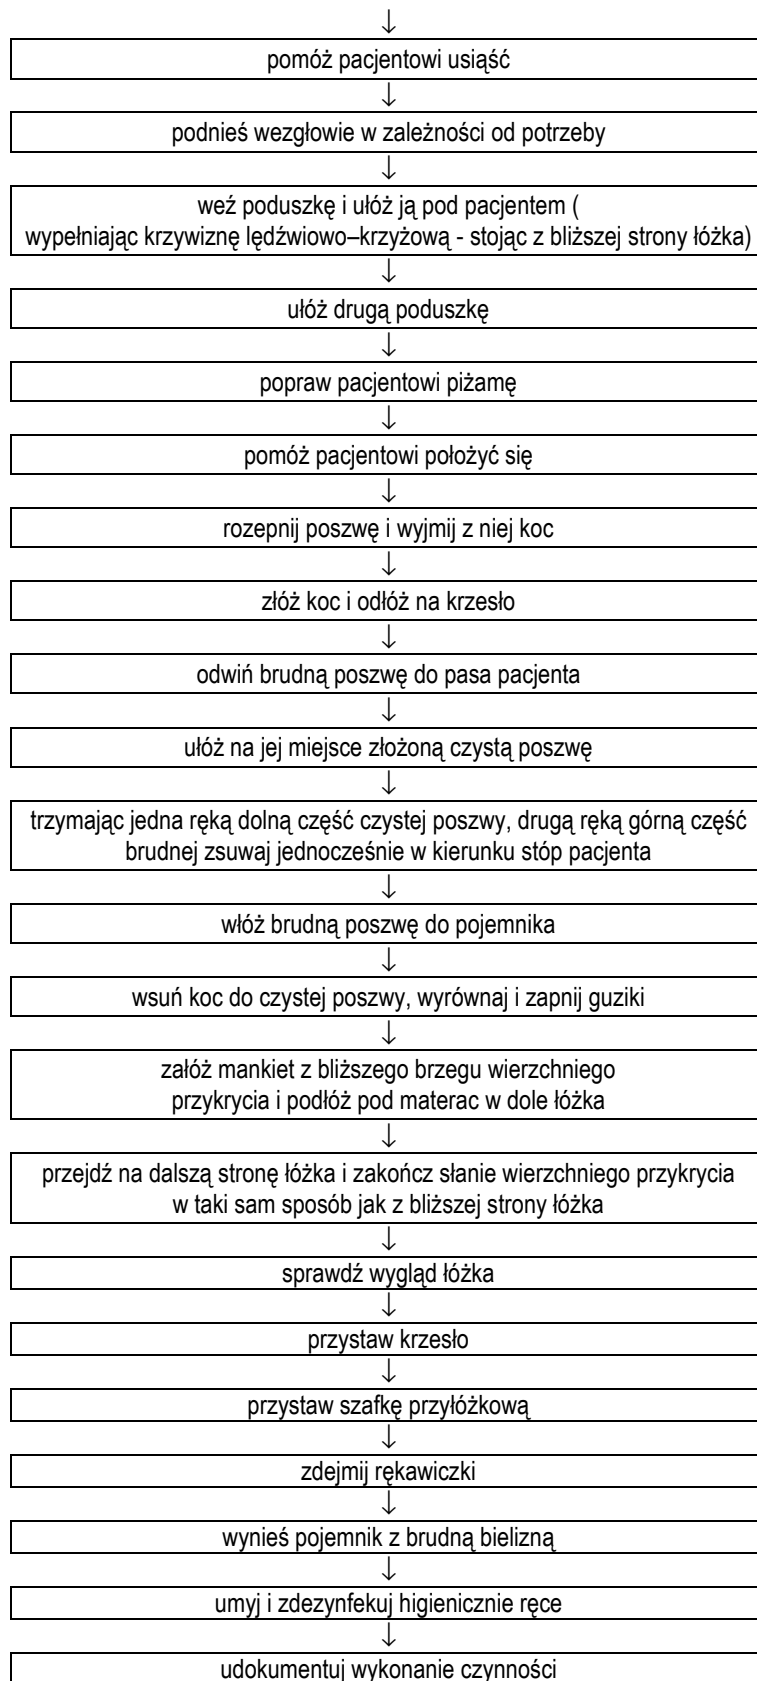 pomóż pacjentowi usiąść
podnieś wezgłowie w zależności od potrzeby
weź poduszkę i ułóż ją pod pacjentem (
wypełniając krzywiznę lędźwiowo–krzyżową - stojąc z bliższej strony łóżka)
ułóż drugą poduszkę
popraw pacjentowi piżamę
pomóż pacjentowi położyć się
rozepnij poszwę i wyjmij z niej koc
złóż koc i odłóż na krzesło
odwiń brudną poszwę do pasa pacjenta
ułóż na jej miejsce złożoną czystą poszwę
trzymając jedna ręką dolną część czystej poszwy, drugą ręką górną część
brudnej zsuwaj jednocześnie w kierunku stóp pacjenta
włóż brudną poszwę do pojemnika
wsuń koc do czystej poszwy, wyrównaj i zapnij guziki
załóż mankiet z bliższego brzegu wierzchniego
przykrycia i podłóż pod materac w dole łóżka
przejdź na dalszą stronę łóżka i zakończ słanie wierzchniego przykrycia
w taki sam sposób jak z bliższej strony łóżka
sprawdź wygląd łóżka
przystaw krzesło
przystaw szafkę przyłóżkową
zdejmij rękawiczki
wynieś pojemnik z brudną bielizną
umyj i zdezynfekuj higienicznie ręce
udokumentuj wykonanie czynności